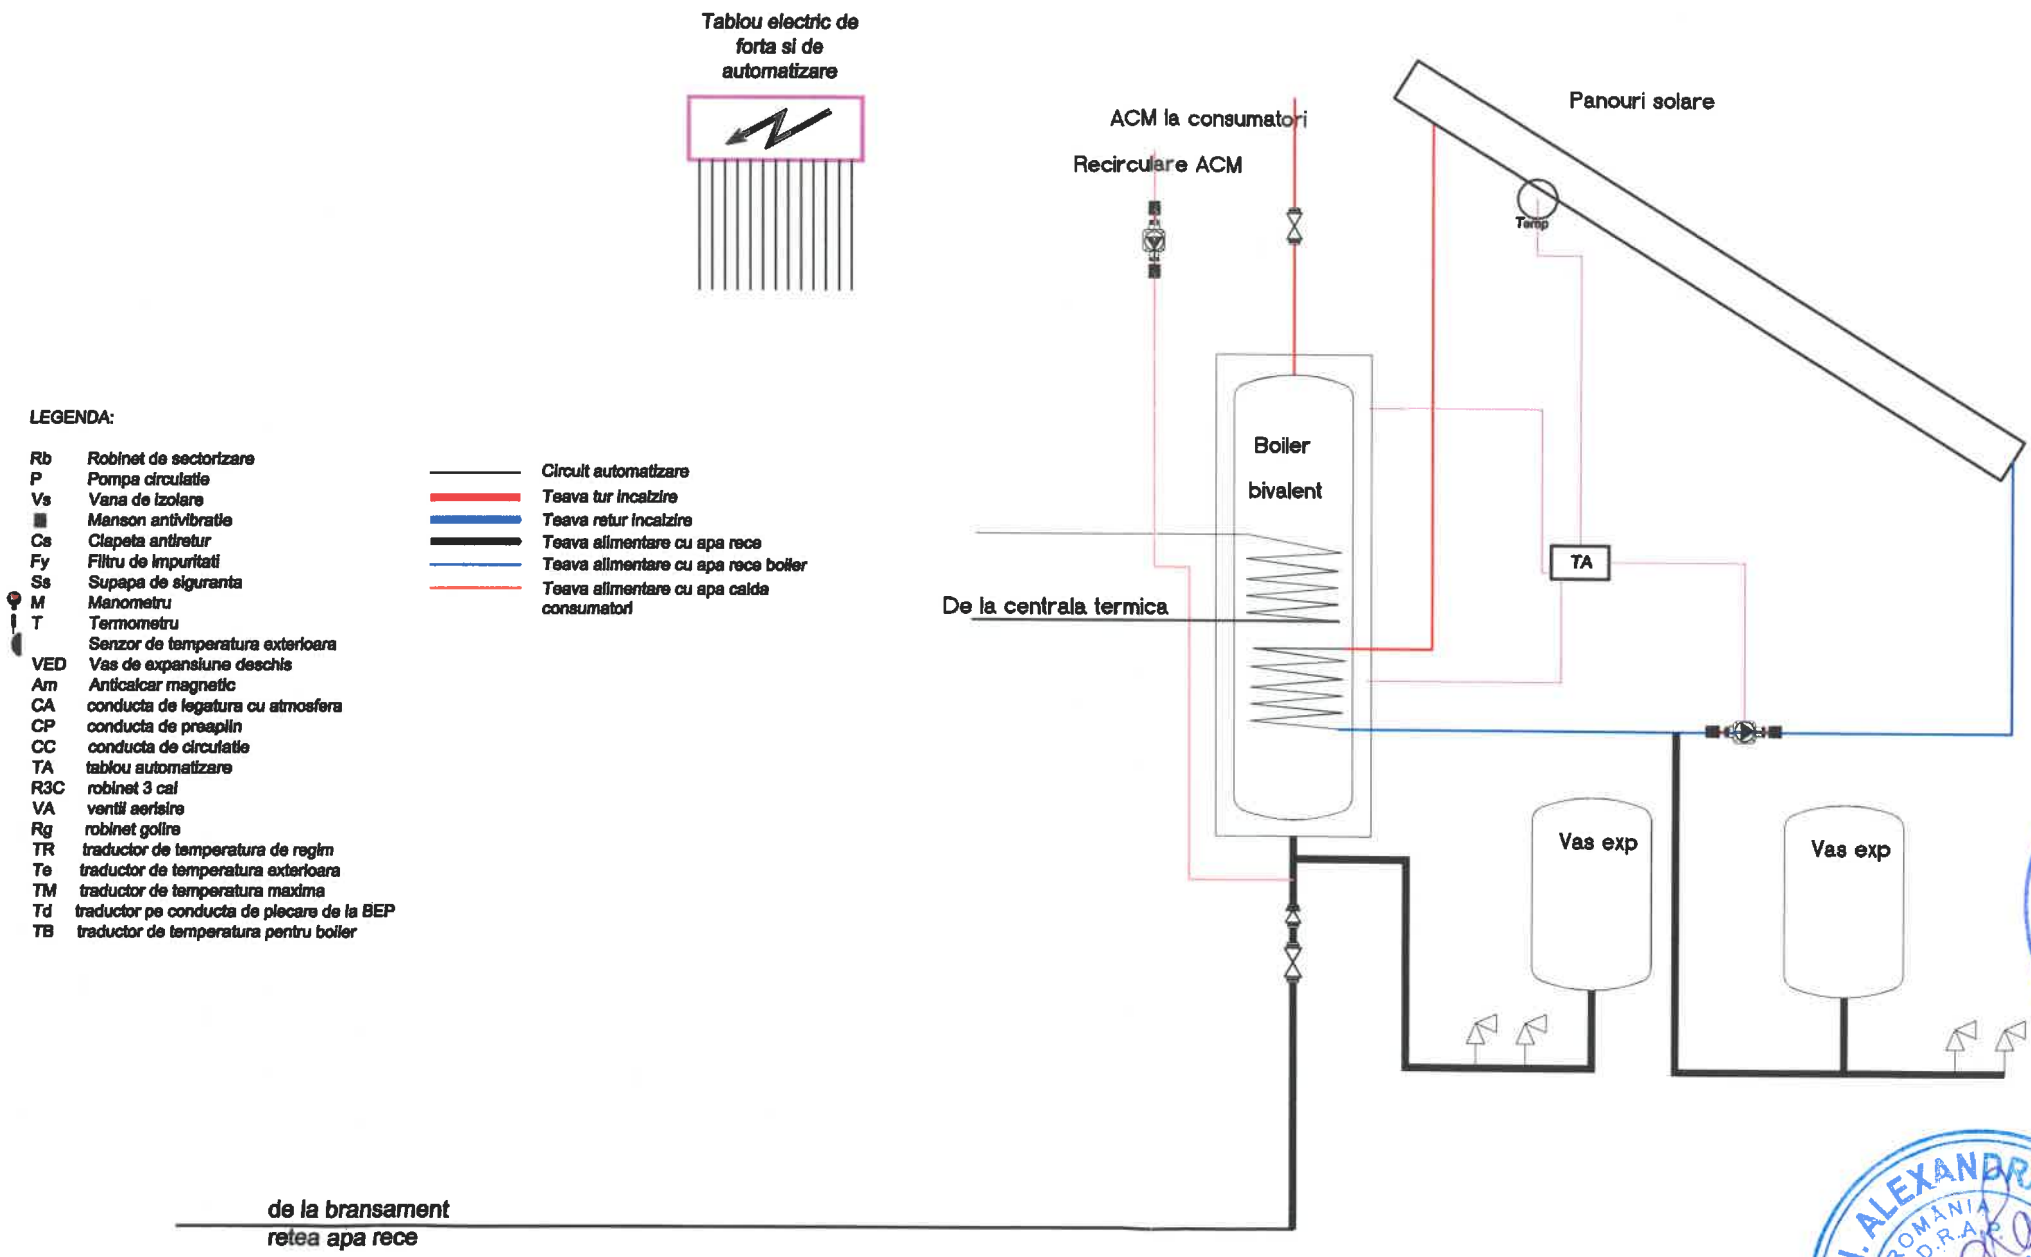 Tablou electric de
forta si de
automatizare
ACM la consumatori
Recirculare ACM
Panouri solare
Temp
Boiler
bivalent
TA
De la centrala termica
Vas exp
Vas exp
LEGENDA:
Rb Robinet de sectorizare
P Pompa circulatie
Vs Vana de izolare
Manson antivibratie
Cs Clapeta antiretur
Fy Filtru de impuritati
Ss Supapa de siguranta
M Manometru
T Termometru
Senzor de temperatura exterioara
VED Vas de expansiune deschis
Am Anticalcar magnetic
CA conducta de legatura cu atmosfera
CP conducta de preaplin
CC conducta de circulatie
TA tablou automatizare
R3C robinet 3 cai
VA ventil aerisire
Rg robinet golire
TR traductor de temperatura de regim
Te traductor de temperatura exterioara
TM traductor de temperatura maxima
Td traductor pe conducta de plecare de la BEP
TB traductor de temperatura pentru boiler
Circuit automatizare
Teava tur incalzire
Teava retur incalzire
Teava alimentare cu apa rece
Teava alimentare cu apa rece boiler
Teava alimentare cu apa calda
consumatori
de la bransament
retea apa rece
ROMÂNIA